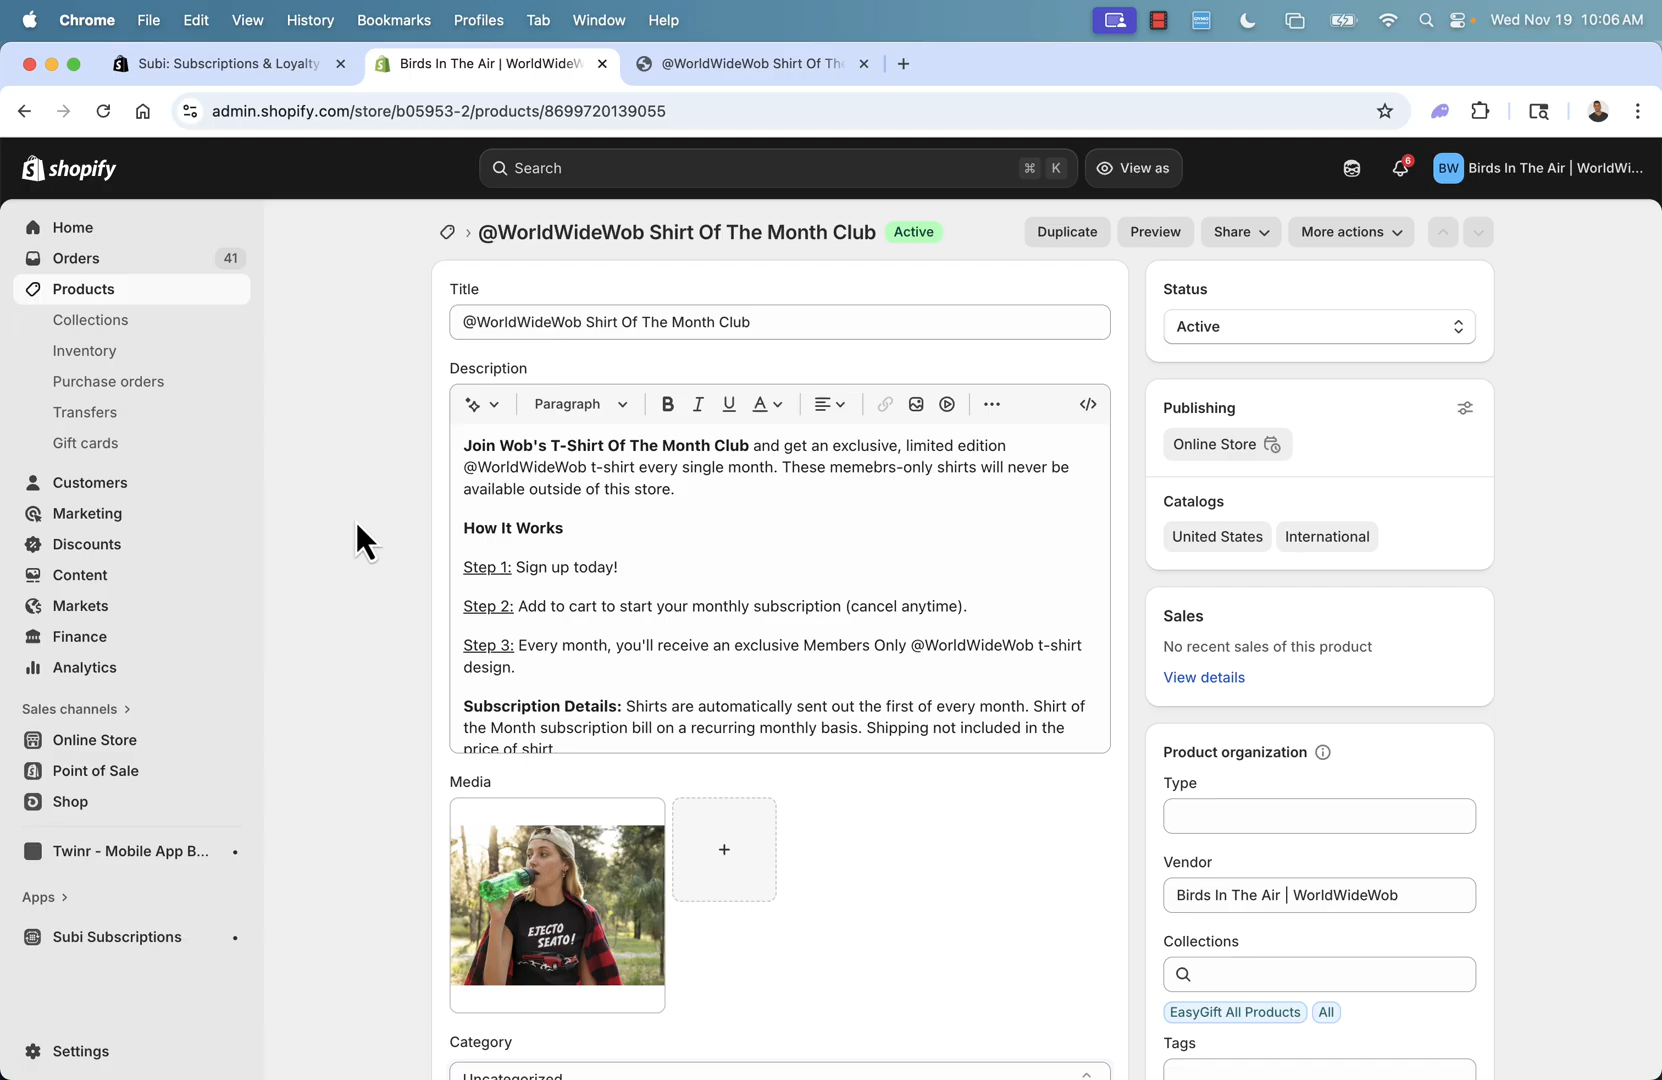 Chrome File Edit View History Bookmarks Profiles Tab Window Help Wed Nov 19 10:06 AM
Subi: Subscriptions & Loyalty
Birds In The Air | WorldWideW
@WorldWideWob Shirt Of The
admin.shopify.com/store/b05953-2/products/8699720139055
shopify
Search
⌘ K
View as
6
BW
Birds In The Air | WorldWi...
Home
Orders 41
Products
Collections
Inventory
Purchase orders
Transfers
Gift cards
Customers
Marketing
Discounts
Content
Markets
Finance
Analytics
Sales channels >
Online Store
Point of Sale
Shop
Twinr - Mobile App B... •
Apps >
Subi Subscriptions •
Settings
@WorldWideWob Shirt Of The Month Club Active
Duplicate
Preview
Share
More actions
Title
@WorldWideWob Shirt Of The Month Club
Description
Paragraph B I U A ... </>
Join Wob's T-Shirt Of The Month Club and get an exclusive, limited edition
@WorldWideWob t-shirt every single month. These memebrs-only shirts will never be
available outside of this store.
How It Works
Step 1: Sign up today!
Step 2: Add to cart to start your monthly subscription (cancel anytime).
Step 3: Every month, you'll receive an exclusive Members Only @WorldWideWob t-shirt
design.
Subscription Details: Shirts are automatically sent out the first of every month. Shirt of
the Month subscription bill on a recurring monthly basis. Shipping not included in the
price of shirt
Media
EJECTO
SEATO!
+
Category
Uncategorized
Status
Active
Publishing
Online Store
Catalogs
United States
International
Sales
No recent sales of this product
View details
Product organization
Type
Vendor
Birds In The Air | WorldWideWob
Collections
EasyGift All Products
All
Tags